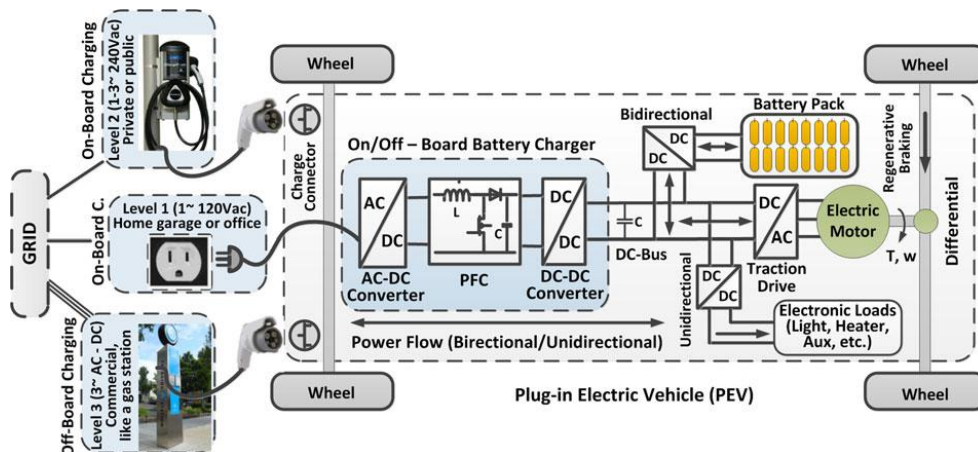 GRID
On-Board Charging
Level 2 (1-3~ 240Vac)
Private or public
On-Board C.
Level 1 (1~ 120Vac)
Home garage or office
Off-Board Charging
Level 3 (3~ AC - DC)
Commercial,
like a gas station
Charge
Connector
Wheel
Wheel
Wheel
Wheel
On/Off – Board Battery Charger
AC
DC
AC-DC
Converter
L
C
PFC
DC
DC
DC-DC
Converter
Power Flow (Birectional/Unidirectional)
C
DC-Bus
Bidirectional
DC
DC
Battery Pack
DC
AC
Traction
Drive
Electric
Motor
T, w
Regenerative
Braking
Differential
Unidirectional
DC
DC
Electronic Loads
(Light, Heater,
Aux, etc.)
Plug-in Electric Vehicle (PEV)